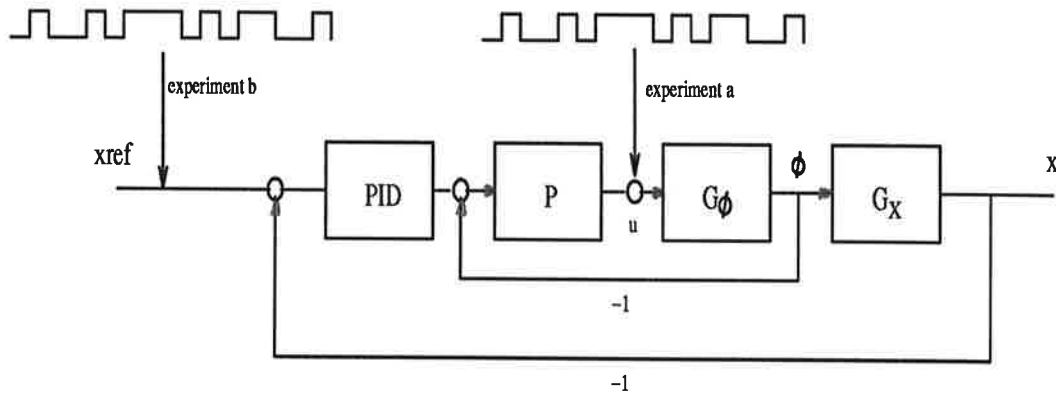 experiment b
experiment a
xref
PID
P
u
Gϕ
ϕ
Gx
x
−1
−1